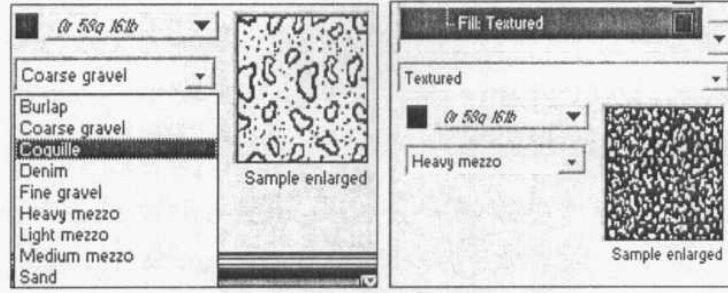 0r 58g 161b
Coarse gravel
Burlap
Coarse gravel
Coquille
Denim
Fine gravel
Heavy mezzo
Light mezzo
Medium mezzo
Sand
Sample enlarged
Fill: Textured
Textured
0r 58g 161b
Heavy mezzo
Sample enlarged